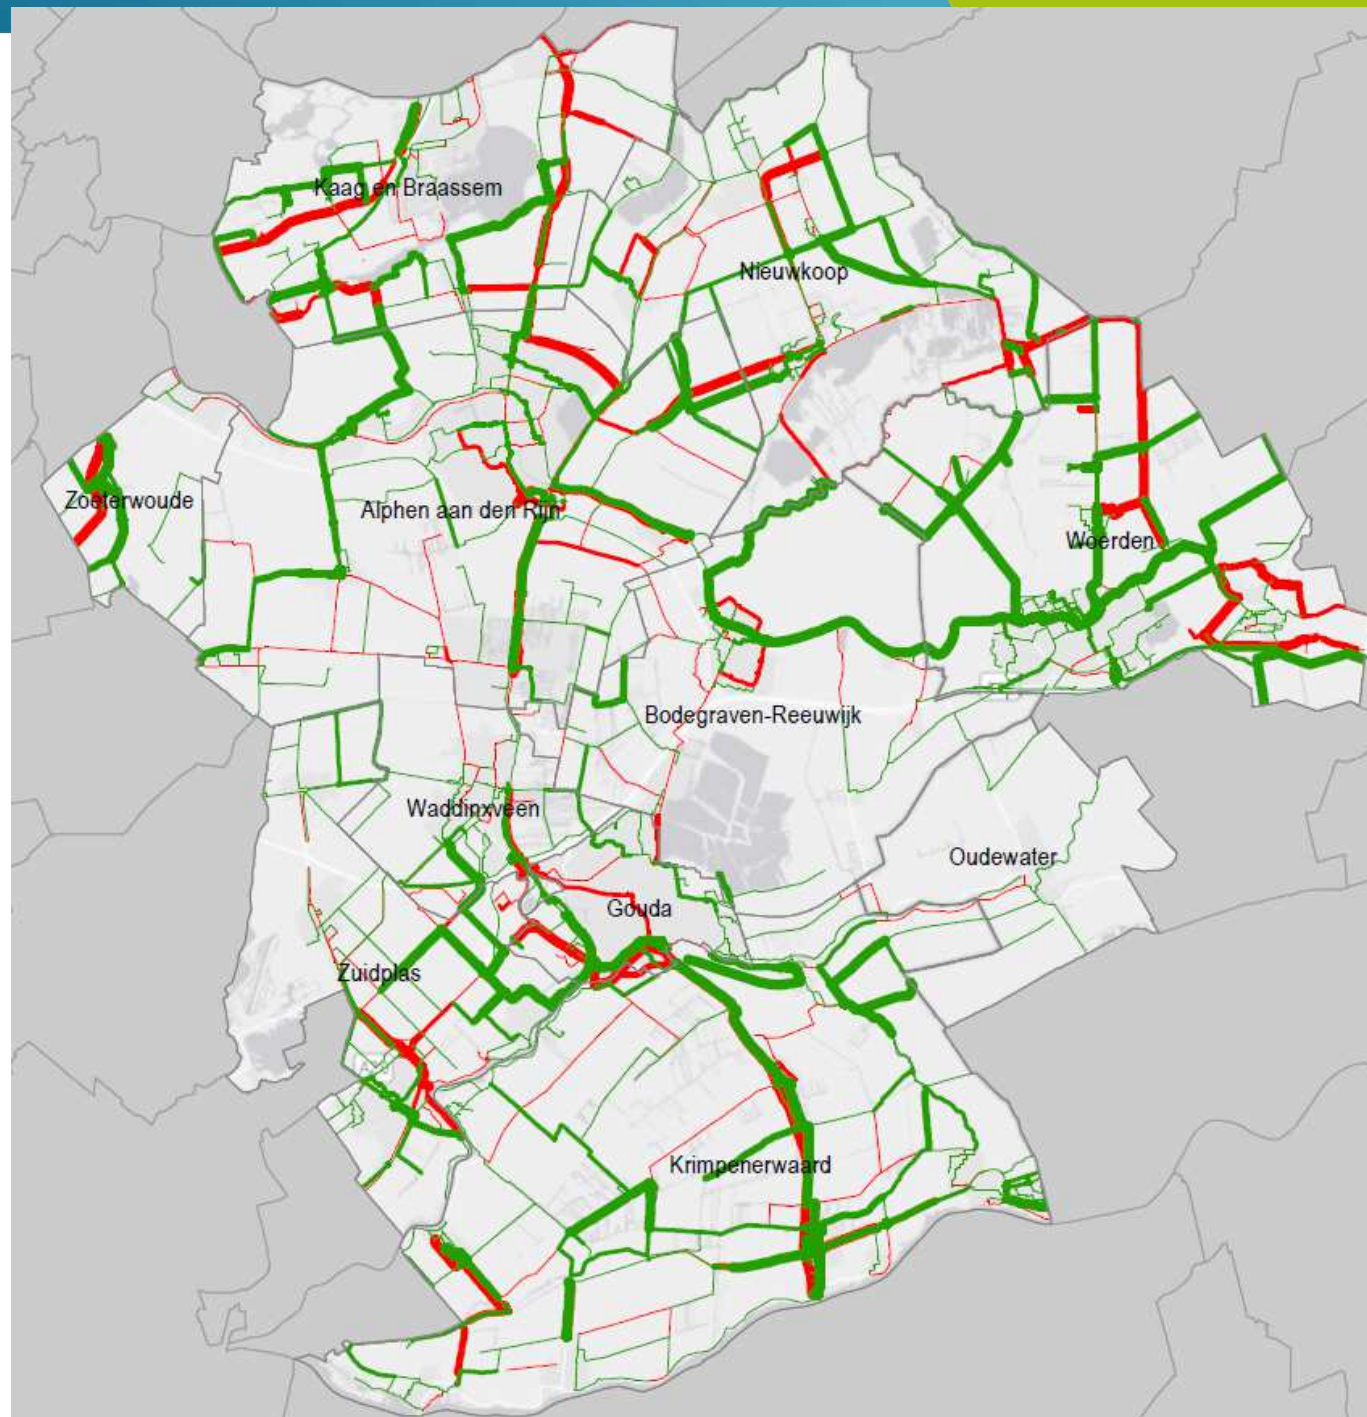 Kaag en Braassem
Nieuwkoop
Zoeterwoude
Alphen aan den Rijn
Woerden
Bodegraven-Reeuwijk
Waddinxveen
Oudewater
Gouda
Zuidplas
Krimpenerwaard